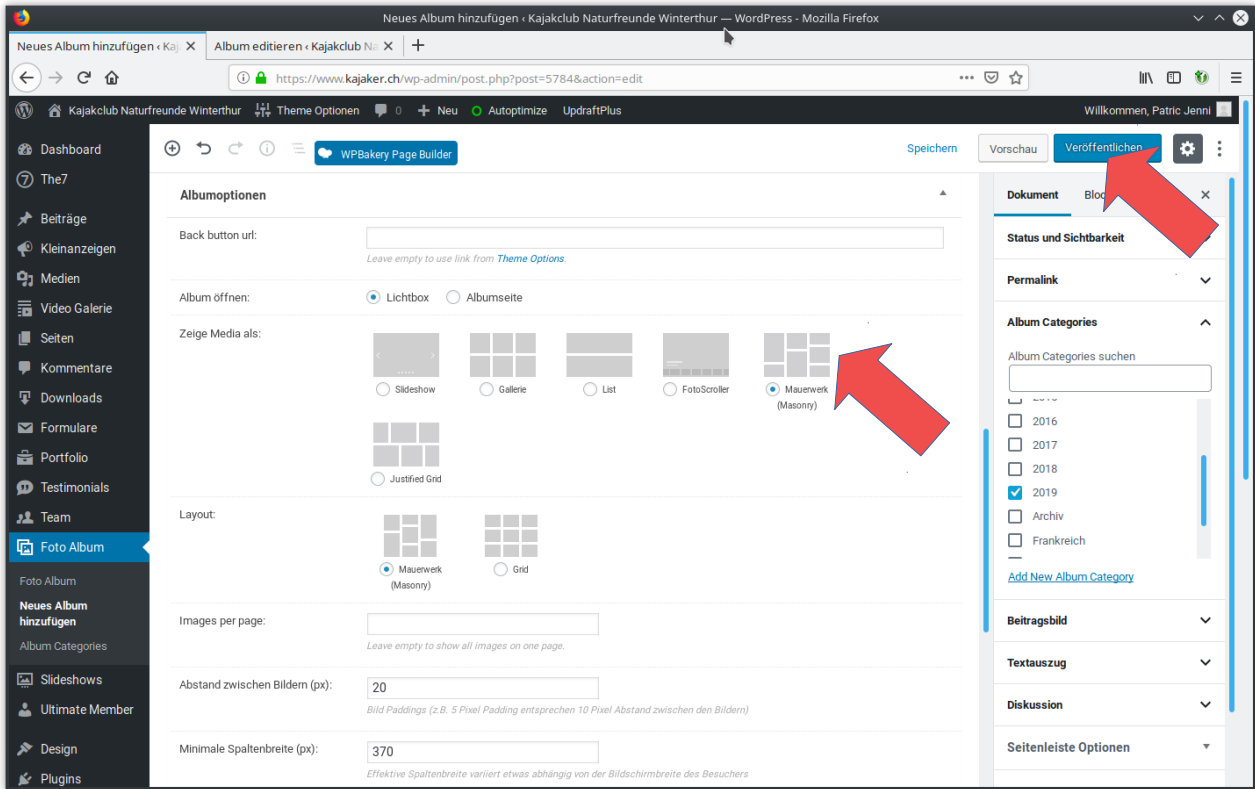 Neues Album hinzufügen ‹ Kajakclub Naturfreunde Winterthur — WordPress - Mozilla Firefox
Neues Album hinzufügen ‹ Kaj
Album editieren ‹ Kajakclub Na
https://www.kajaker.ch/wp-admin/post.php?post=5784&action=edit
Kajakclub Naturfreunde Winterthur Theme Optionen 0 Neu Autoptimize UpdraftPlus Willkommen, Patric Jenni
Dashboard
The7
Beiträge
Kleinanzeigen
Medien
Video Galerie
Seiten
Kommentare
Downloads
Formulare
Portfolio
Testimonials
Team
Foto Album
Foto Album
Neues Album
hinzufügen
Album Categories
Slideshows
Ultimate Member
Design
Plugins
WPBakery Page Builder
Speichern
Vorschau
Veröffentlichen
Albumoptionen
Back button url:
Leave empty to use link from Theme Options.
Album öffnen:
Lichtbox Albumseite
Zeige Media als:
Slideshow
Gallerie
List
FotoScroller
Mauerwerk
(Masonry)
Justified Grid
Layout:
Mauerwerk
(Masonry)
Grid
Images per page:
Leave empty to show all images on one page.
Abstand zwischen Bildern (px):
20
Bild Paddings (z.B. 5 Pixel Padding entsprechen 10 Pixel Abstand zwischen den Bildern)
Minimale Spaltenbreite (px):
370
Effektive Spaltenbreite variiert etwas abhängig von der Bildschirmbreite des Besuchers
Dokument
Bloc
Status und Sichtbarkeit
Permalink
Album Categories
Album Categories suchen
2016
2017
2018
2019
Archiv
Frankreich
Add New Album Category
Beitragsbild
Textauszug
Diskussion
Seitenleiste Optionen